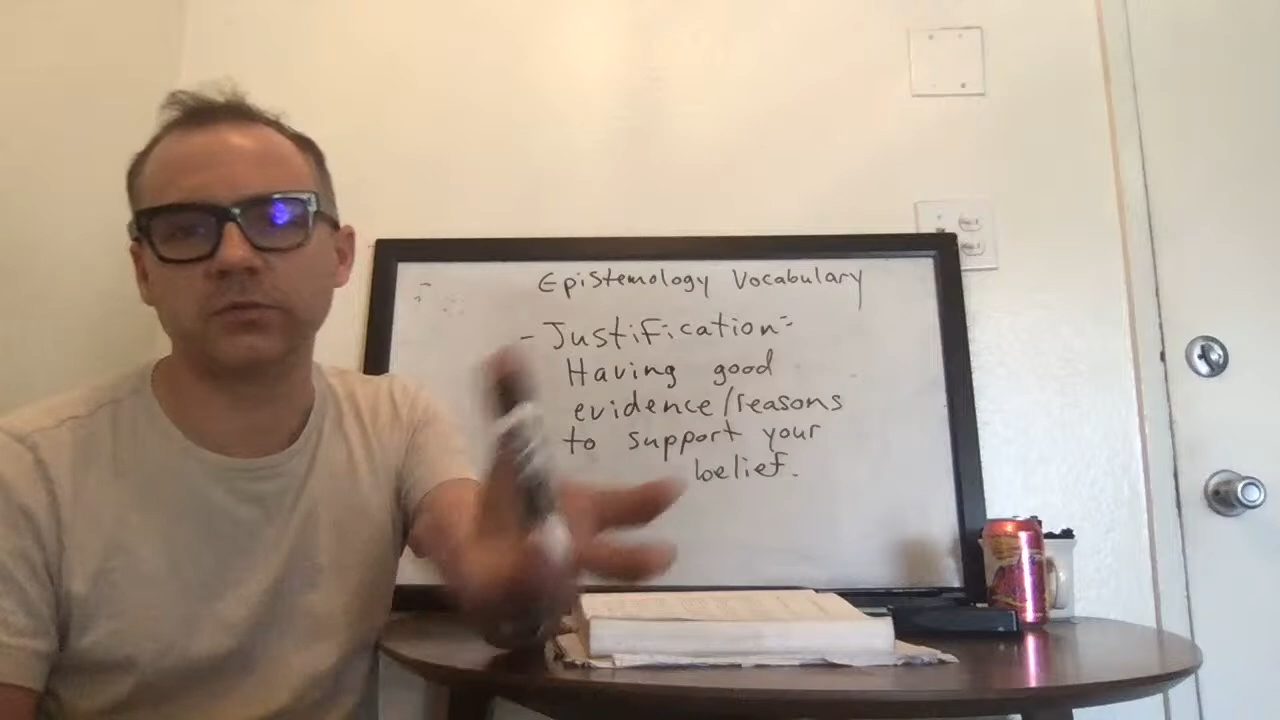 Epistemology Vocabulary
- Justification:
Having good
evidence/reasons
to support your
belief.